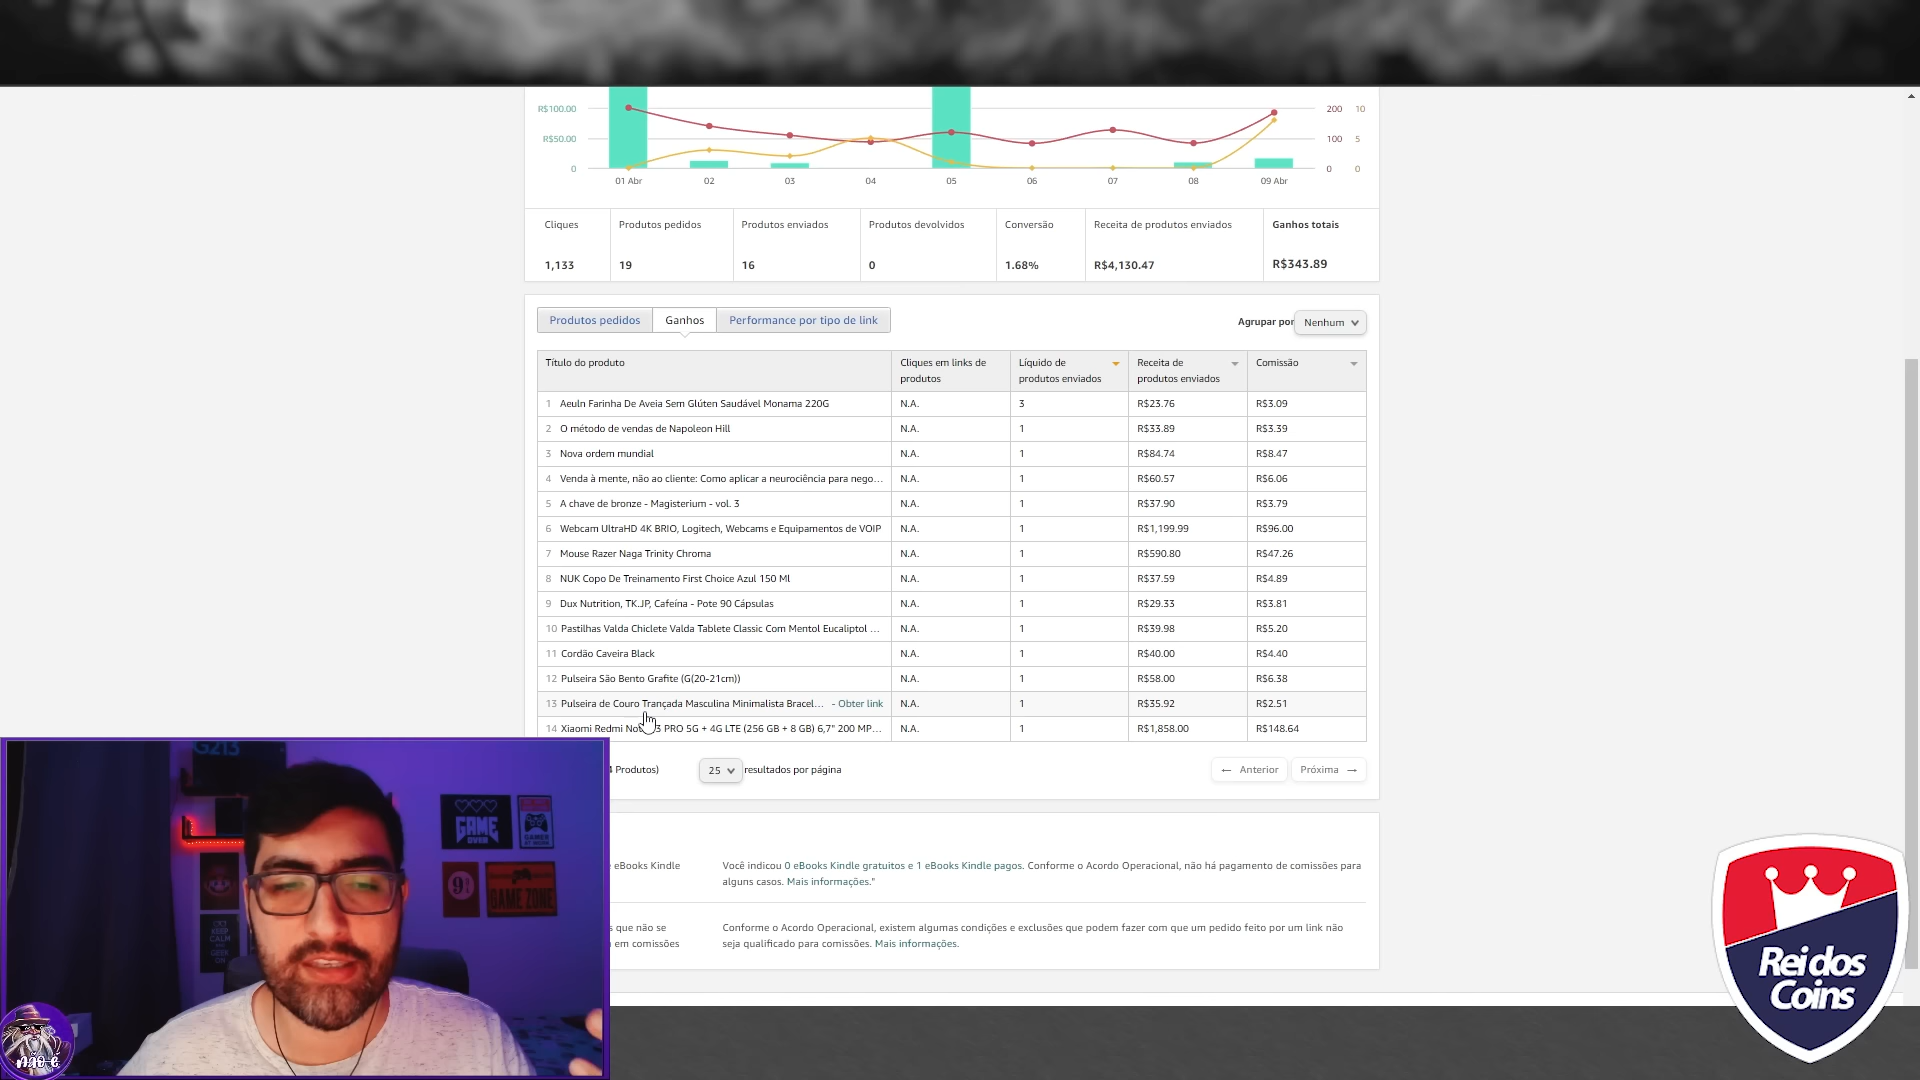 R$100.00 200 10
R$50.00 100 5
0 0 0
01 Abr 02 03 04 05 06 07 08 09 Abr
Cliques Produtos pedidos Produtos enviados Produtos devolvidos Conversão Receita de produtos enviados Ganhos totais
1,133 19 16 0 1.68% R$4,130.47 R$343.89
Produtos pedidos Ganhos Performance por tipo de link Agrupar por Nenhum
Título do produto Cliques em links de produtos Líquido de produtos enviados Receita de produtos enviados Comissão
1 Aeuln Farinha De Aveia Sem Glúten Saudável Monama 220G N.A. 3 R$23.76 R$3.09
2 O método de vendas de Napoleon Hill N.A. 1 R$33.89 R$3.39
3 Nova ordem mundial N.A. 1 R$84.74 R$8.47
4 Venda à mente, não ao cliente: Como aplicar a neurociência para nego... N.A. 1 R$60.57 R$6.06
5 A chave de bronze - Magisterium - vol. 3 N.A. 1 R$37.90 R$3.79
6 Webcam UltraHD 4K BRIO, Logitech, Webcams e Equipamentos de VOIP N.A. 1 R$1,199.99 R$96.00
7 Mouse Razer Naga Trinity Chroma N.A. 1 R$590.80 R$47.26
8 NUK Copo De Treinamento First Choice Azul 150 Ml N.A. 1 R$37.59 R$4.89
9 Dux Nutrition, TK.JP, Cafeína - Pote 90 Cápsulas N.A. 1 R$29.33 R$3.81
10 Pastilhas Valda Chiclete Valda Tablete Classic Com Mentol Eucaliptol ... N.A. 1 R$39.98 R$5.20
11 Cordão Caveira Black N.A. 1 R$40.00 R$4.40
12 Pulseira São Bento Grafite (G(20-21cm)) N.A. 1 R$58.00 R$6.38
13 Pulseira de Couro Trançada Masculina Minimalista Bracel... - Obter link N.A. 1 R$35.92 R$2.51
14 Xiaomi Redmi 3 PRO 5G + 4G LTE (256 GB + 8 GB) 6,7" 200 MP... N.A. 1 R$1,858.00 R$148.64
Produtos) 25 resultados por página ← Anterior Próxima →
eBooks Kindle Você indicou 0 eBooks Kindle gratuitos e 1 eBooks Kindle pagos. Conforme o Acordo Operacional, não há pagamento de comissões para
alguns casos. Mais informações."
s que não se Conforme o Acordo Operacional, existem algumas condições e exclusões que podem fazer com que um pedido feito por um link não
em comissões seja qualificado para comissões. Mais informações.
G213
GAME
OVER
GAMER
AT WORK
9¾
GAME ZONE
KEEP
CALM
AND
GEEK
ON
não é
Rei dos
Coins